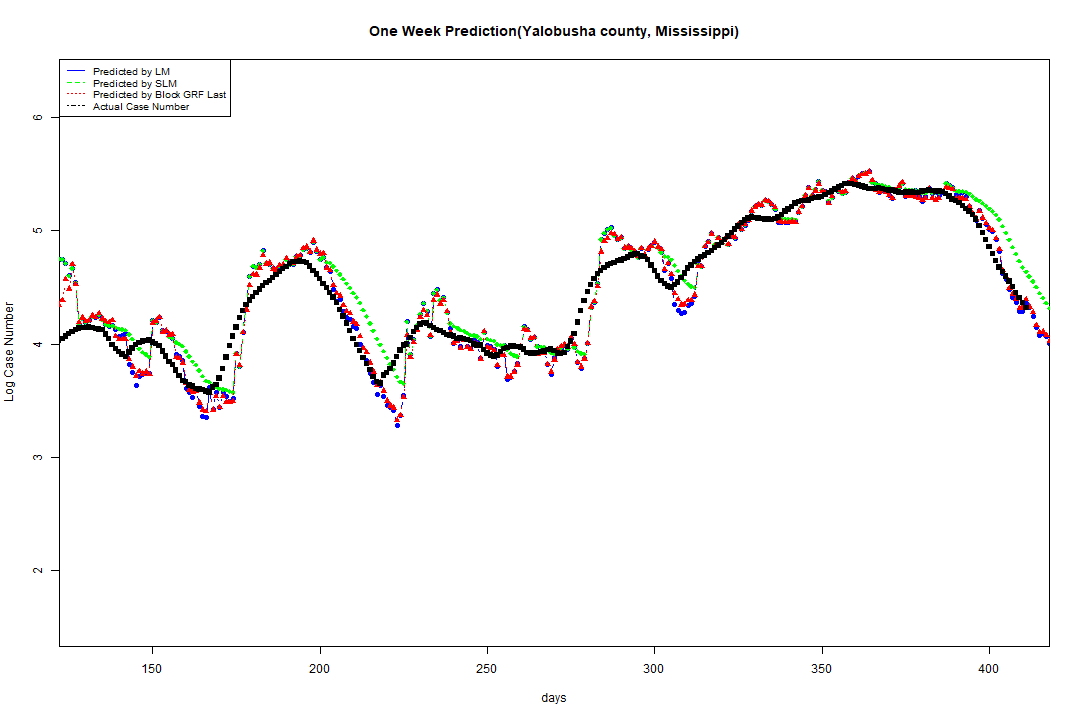 One Week Prediction(Yalobusha county, Mississippi)
Predicted by LM
Predicted by SLM
Predicted by Block GRF Last
Actual Case Number
6
5
4
3
2
Log Case Number
150 200 250 300 350 400
days